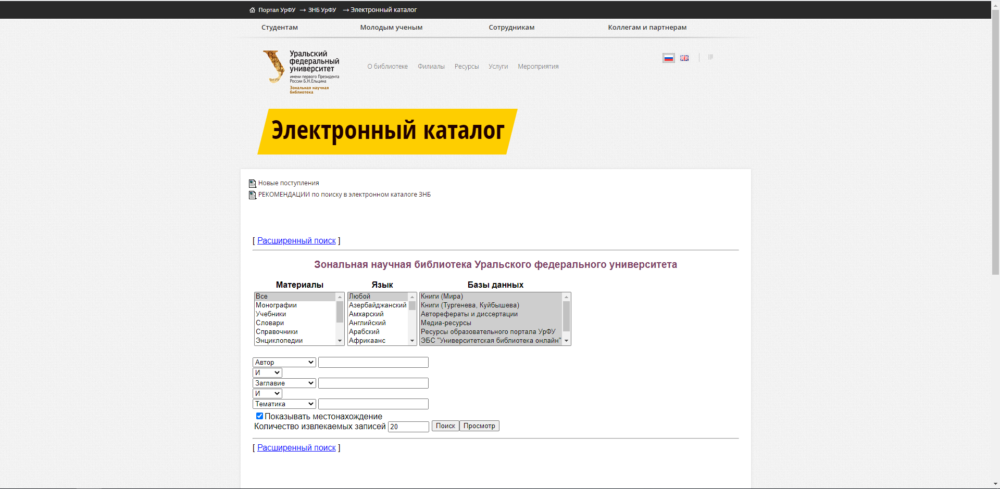 Портал УрФУ → ЗНБ УрФУ → Электронный каталог
Студентам Молодым ученым Сотрудникам Коллегам и партнерам
Уральский
федеральный
университет
имени первого Президента
России Б.Н.Ельцина
Зональная научная
библиотека
О библиотеке Филиалы Ресурсы Услуги Мероприятия
Электронный каталог
Новые поступления
РЕКОМЕНДАЦИИ по поиску в электронном каталоге ЗНБ
[ Расширенный поиск ]
Зональная научная библиотека Уральского федерального университета
Материалы Язык Базы данных
Все Любой Книги (Мира)
Монографии Азербайджанский Книги (Тургенева, Куйбышева)
Учебники Амхарский Авторефераты и диссертации
Словари Английский Медиа-ресурсы
Справочники Арабский Ресурсы образовательного портала УрФУ
Энциклопедии Африкаанс ЭБС "Университетская библиотека онлайн"
Автор
И
Заглавие
И
Тематика
Показывать местонахождение
Количество извлекаемых записей 20 Поиск Просмотр
[ Расширенный поиск ]